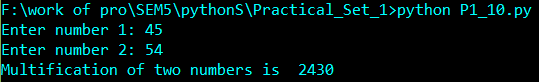 F:\work of pro\SEM5\pythonS\Practical_Set_1>python P1_10.py
Enter number 1: 45
Enter number 2: 54
Multification of two numbers is  2430